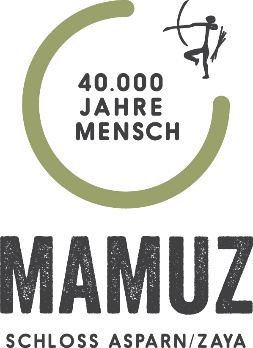 40.000
JAHRE
MENSCH
MAMUZ
SCHLOSS ASPARN/ZAYA